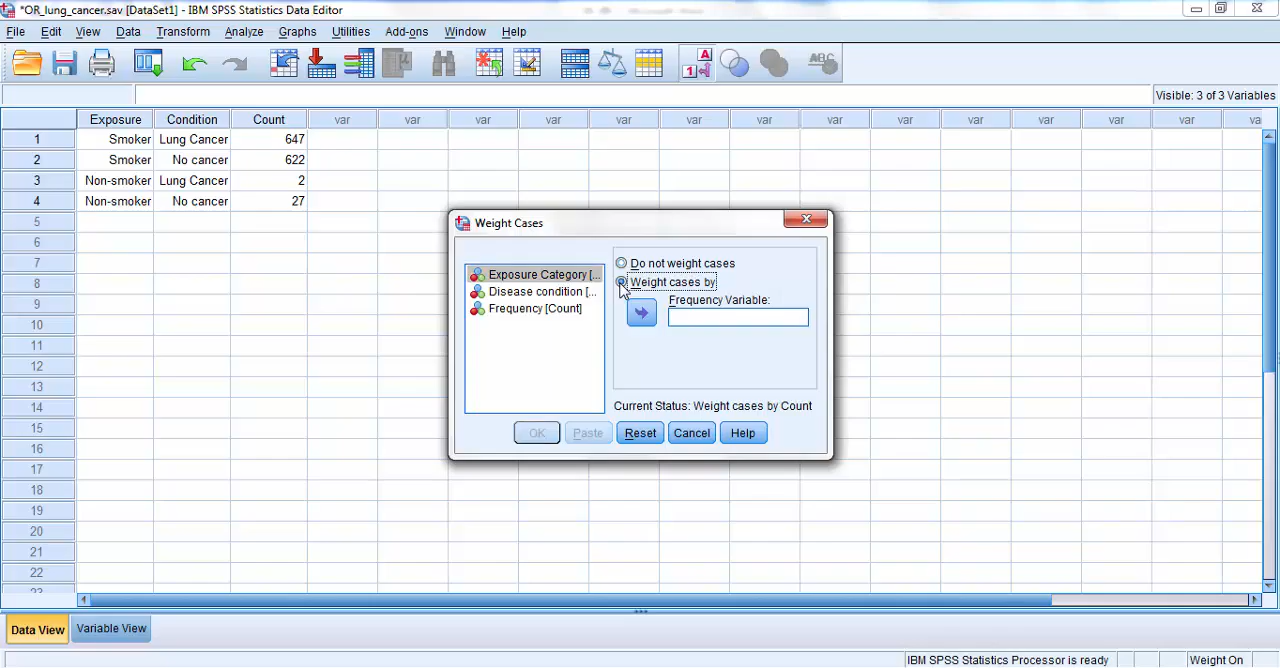 *OR_lung_cancer.sav [DataSet1] - IBM SPSS Statistics Data Editor
File Edit View Data Transform Analyze Graphs Utilities Add-ons Window Help
Visible: 3 of 3 Variables
Exposure Condition Count var var var var var var var var var var var var var va
1 Smoker Lung Cancer 647
2 Smoker No cancer 622
3 Non-smoker Lung Cancer 2
4 Non-smoker No cancer 27
5
6
7
8
9
10
11
12
13
14
15
16
17
18
19
20
21
22
23
Weight Cases
Exposure Category [...
Disease condition [...
Frequency [Count]
Do not weight cases
Weight cases by
Frequency Variable:
Current Status: Weight cases by Count
OK Paste Reset Cancel Help
Data View Variable View
IBM SPSS Statistics Processor is ready Weight On